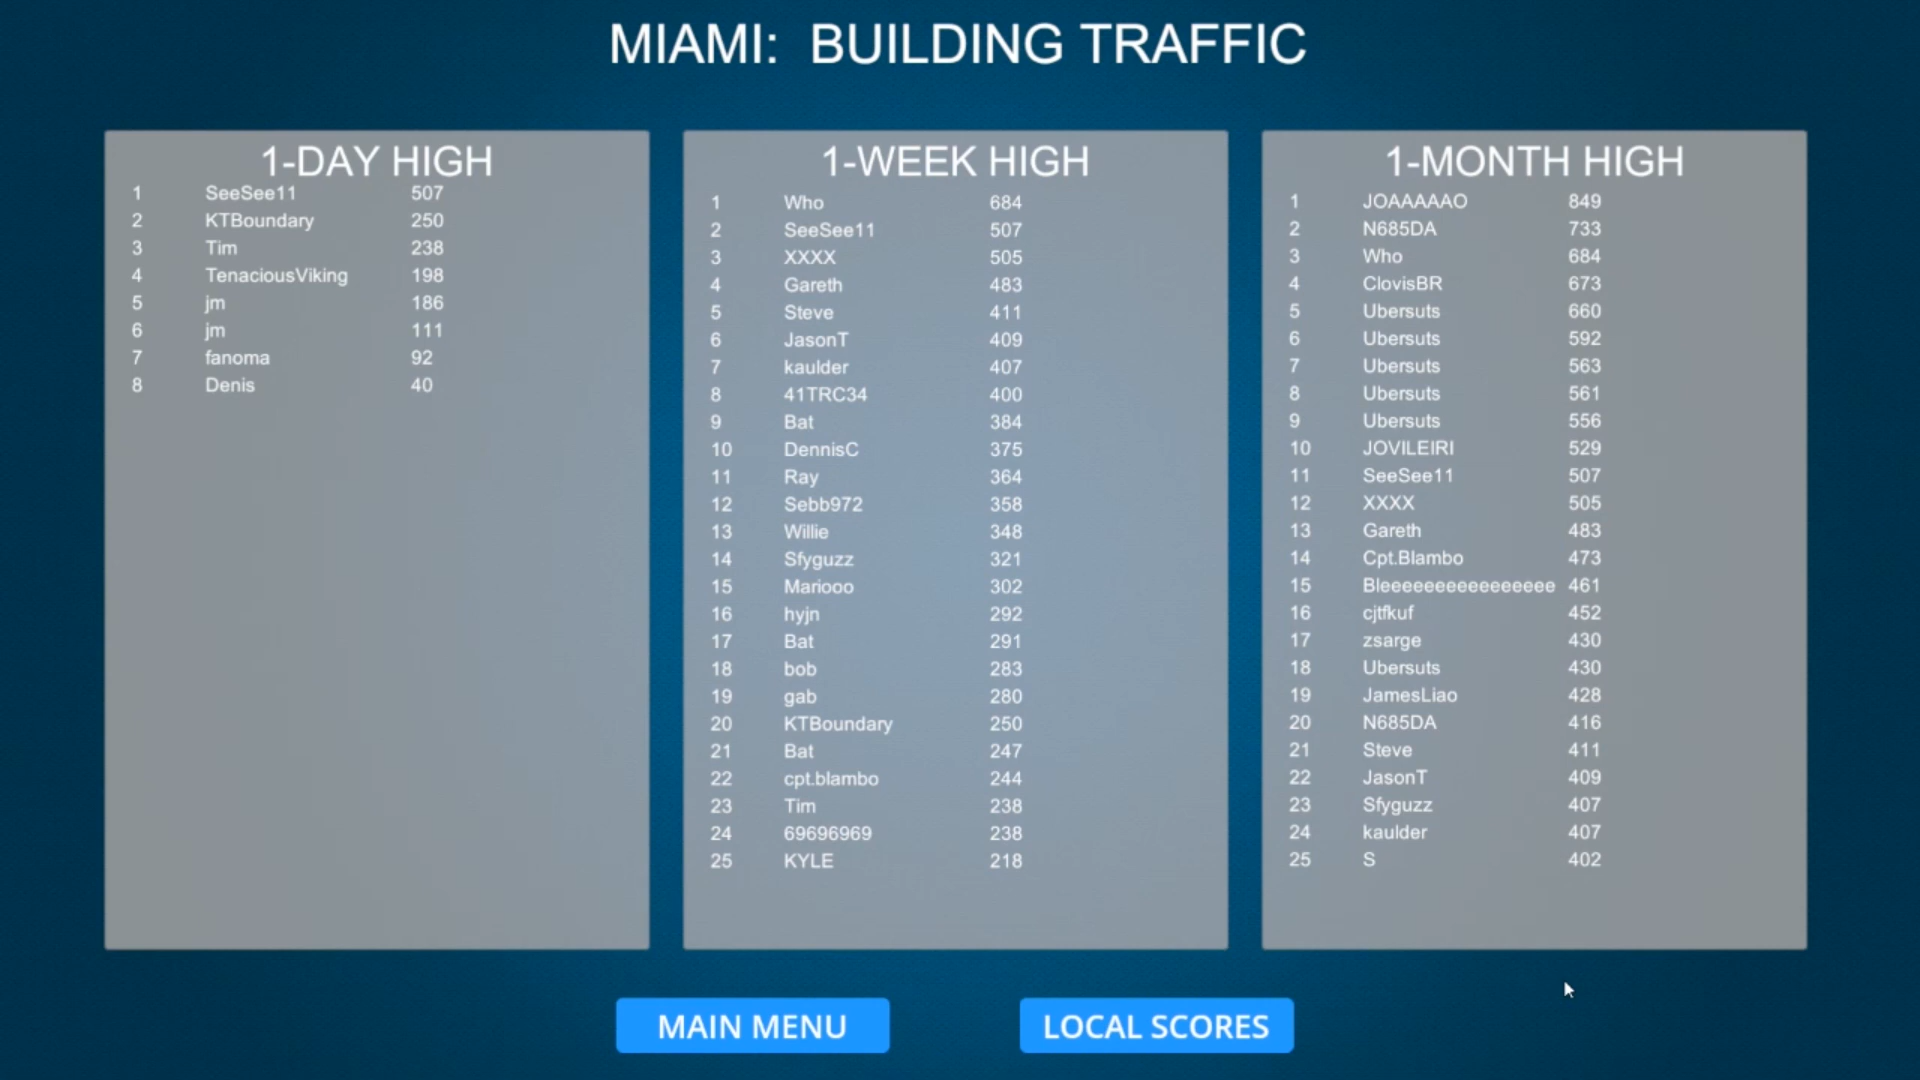 MIAMI: BUILDING TRAFFIC
1-DAY HIGH
1 SeeSee11 507
2 KTBoundary 250
3 Tim 238
4 TenaciousViking 198
5 jm 186
6 jm 111
7 fanoma 92
8 Denis 40
1-WEEK HIGH
1 Who 684
2 SeeSee11 507
3 XXXX 505
4 Gareth 483
5 Steve 411
6 JasonT 409
7 kaulder 407
8 41TRC34 400
9 Bat 384
10 DennisC 375
11 Ray 364
12 Sebb972 358
13 Willie 348
14 Sfyguzz 321
15 Mariooo 302
16 hyjn 292
17 Bat 291
18 bob 283
19 gab 280
20 KTBoundary 250
21 Bat 247
22 cpt.blambo 244
23 Tim 238
24 69696969 238
25 KYLE 218
1-MONTH HIGH
1 JOAAAAAO 849
2 N685DA 733
3 Who 684
4 ClovisBR 673
5 Ubersuts 660
6 Ubersuts 592
7 Ubersuts 563
8 Ubersuts 561
9 Ubersuts 556
10 JOVILEIRI 529
11 SeeSee11 507
12 XXXX 505
13 Gareth 483
14 Cpt.Blambo 473
15 Bleeeeeeeeeeeeeeee 461
16 cjtfkuf 452
17 zsarge 430
18 Ubersuts 430
19 JamesLiao 428
20 N685DA 416
21 Steve 411
22 JasonT 409
23 Sfyguzz 407
24 kaulder 407
25 S 402
MAIN MENU
LOCAL SCORES